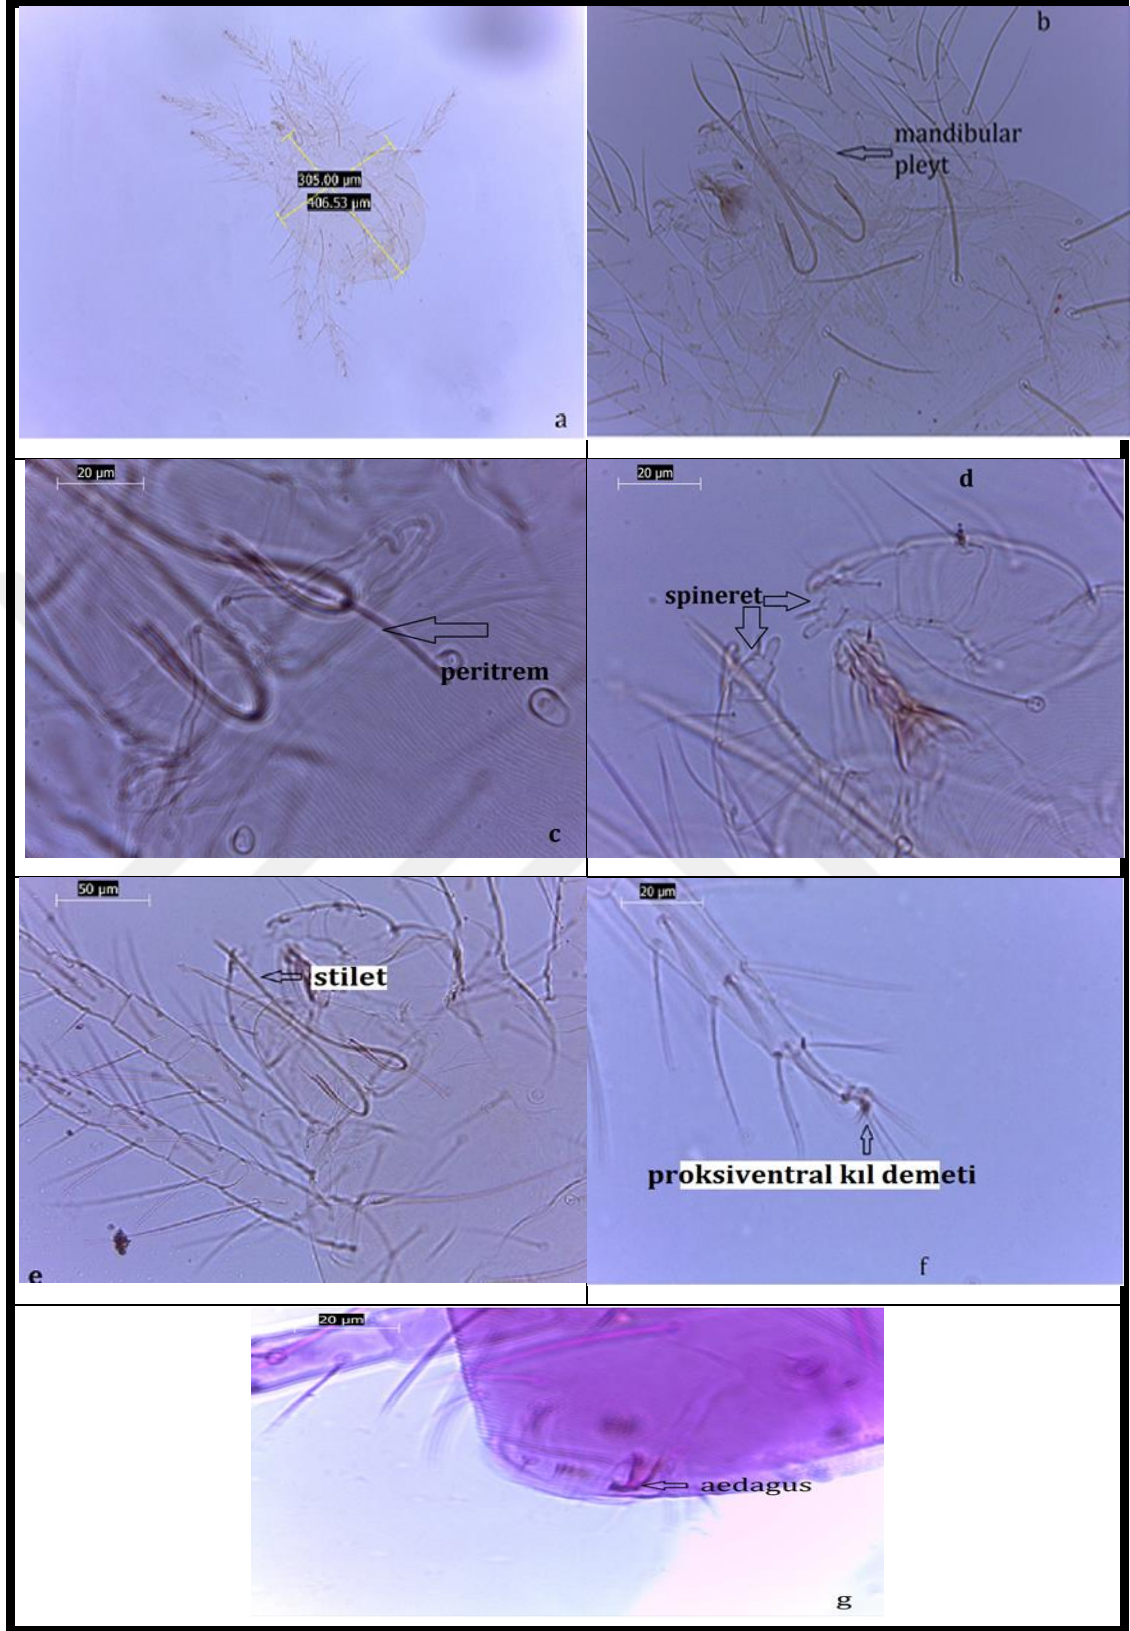 305.00 µm
406.53 µm
a
b
mandibular
pleyt
20 µm
peritrem
c
20 µm
d
spineret
50 µm
stilet
e
20 µm
proksiventral kıl demeti
f
20 µm
aedagus
g